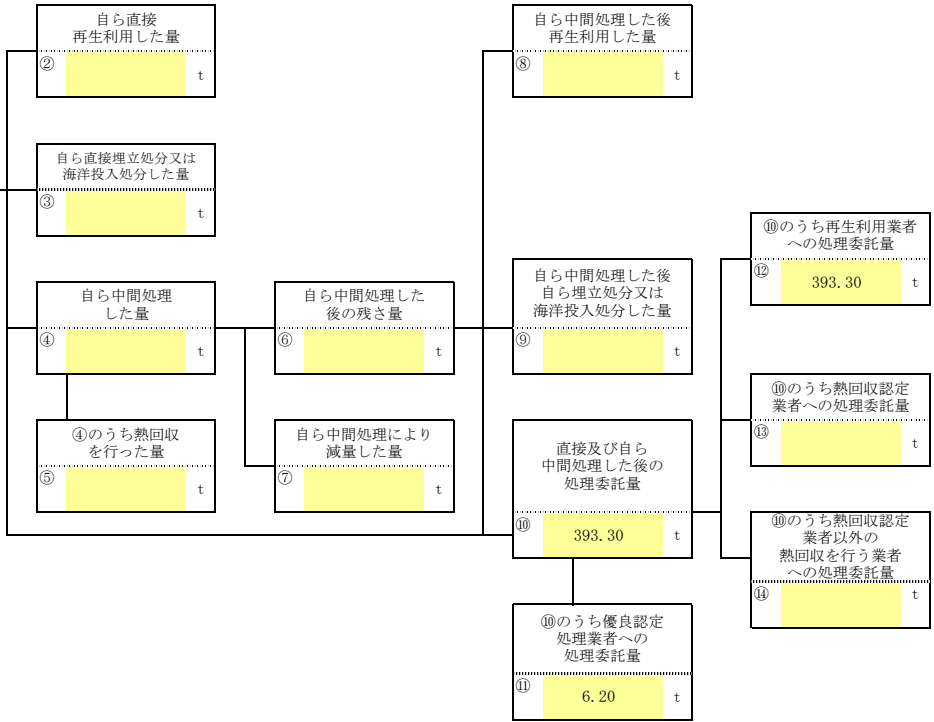 自ら直接
再生利用した量
②
t
自ら直接埋立処分又は
海洋投入処分した量
③
t
自ら中間処理
した量
④
t
④のうち熱回収
を行った量
⑤
t
自ら中間処理した
後の残さ量
⑥
t
自ら中間処理により
減量した量
⑦
t
自ら中間処理した後
再生利用した量
⑧
t
自ら中間処理した後
自ら埋立処分又は
海洋投入処分した量
⑨
t
直接及び自ら
中間処理した後の
処理委託量
⑩ 393.30 t
⑩のうち優良認定
処理業者への
処理委託量
⑪ 6.20 t
⑩のうち再生利用業者
への処理委託量
⑫ 393.30 t
⑩のうち熱回収認定
業者への処理委託量
⑬
t
⑩のうち熱回収認定
業者以外の
熱回収を行う業者
への処理委託量
⑭
t